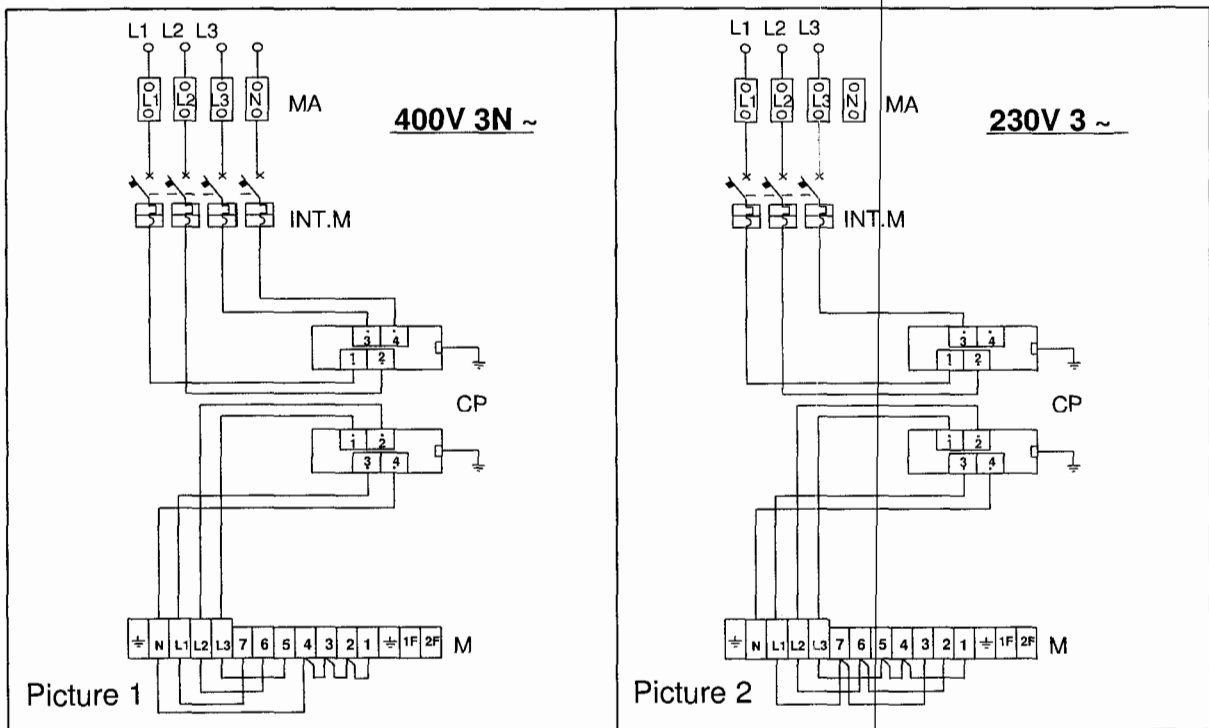 L1 L2 L3
L1 L2 L3 N MA
400V 3N ~
INT.M
3 4
1 2
CP
1 2
3 4
⏚ N L1 L2 L3 7 6 5 4 3 2 1 ⏚ 1F 2F M
Picture 1
L1 L2 L3
L1 L2 L3 N MA
230V 3 ~
INT.M
3 4
1 2
CP
1 2
3 4
⏚ N L1 L2 L3 7 6 5 4 3 2 1 ⏚ 1F 2F M
Picture 2